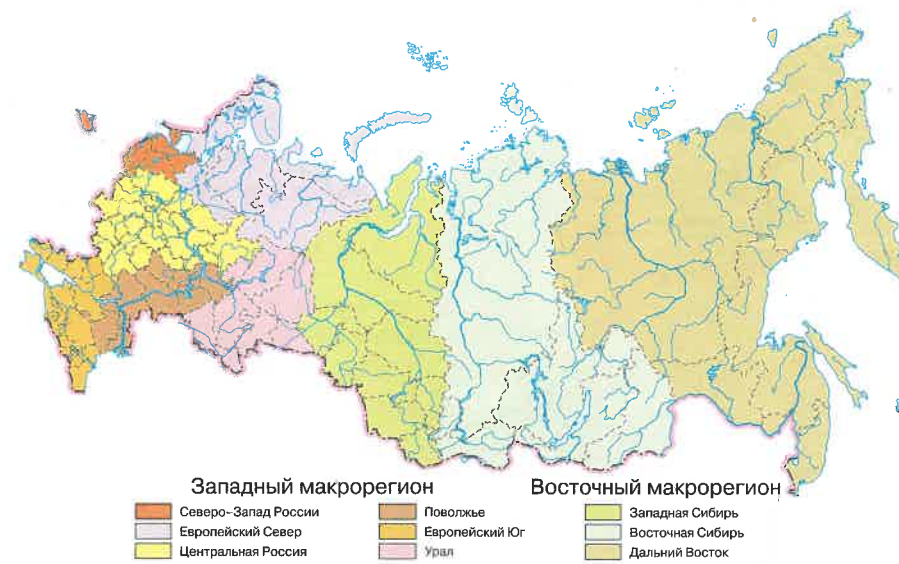 Западный макрорегион
Восточный макрорегион
Северо-Запад России
Европейский Север
Центральная Россия
Поволжье
Европейский Юг
Урал
Западная Сибирь
Восточная Сибирь
Дальний Восток